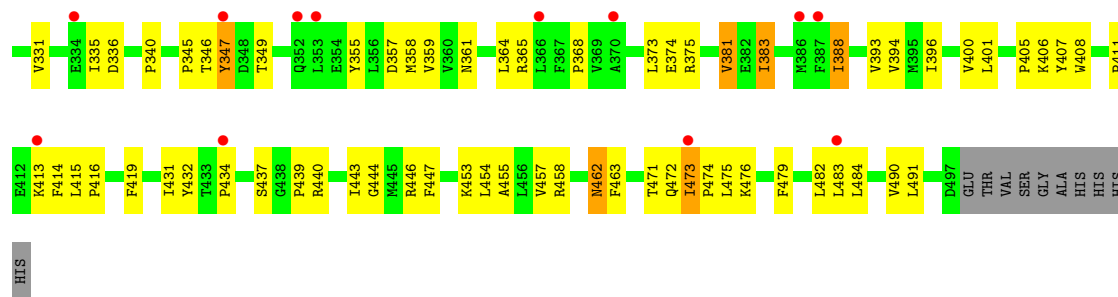 V331 E334 I335 D336 P340 P345 T346 Y347 D348 T349 Q352 L353 E354 Y355 L356 D357 M358 V359 V360 N361 L364 R365 L366 F367 P368 V369 A370 L373 E374 R375 V381 E382 I383 M386 F387 I388 V393 V394 M395 I396 V400 L401 P405 K406 Y407 W408
E412 K413 F414 L415 P416 F419 I431 Y432 T433 P434 S437 G438 P439 R440 I443 G444 M445 R446 F447 K453 L454 A455 L456 V457 R458 N462 F463 T471 Q472 I473 P474 L475 K476 F479 L482 L483 L484 V490 L491 D497 GLU THR VAL SER GLY ALA HIS HIS
HIS